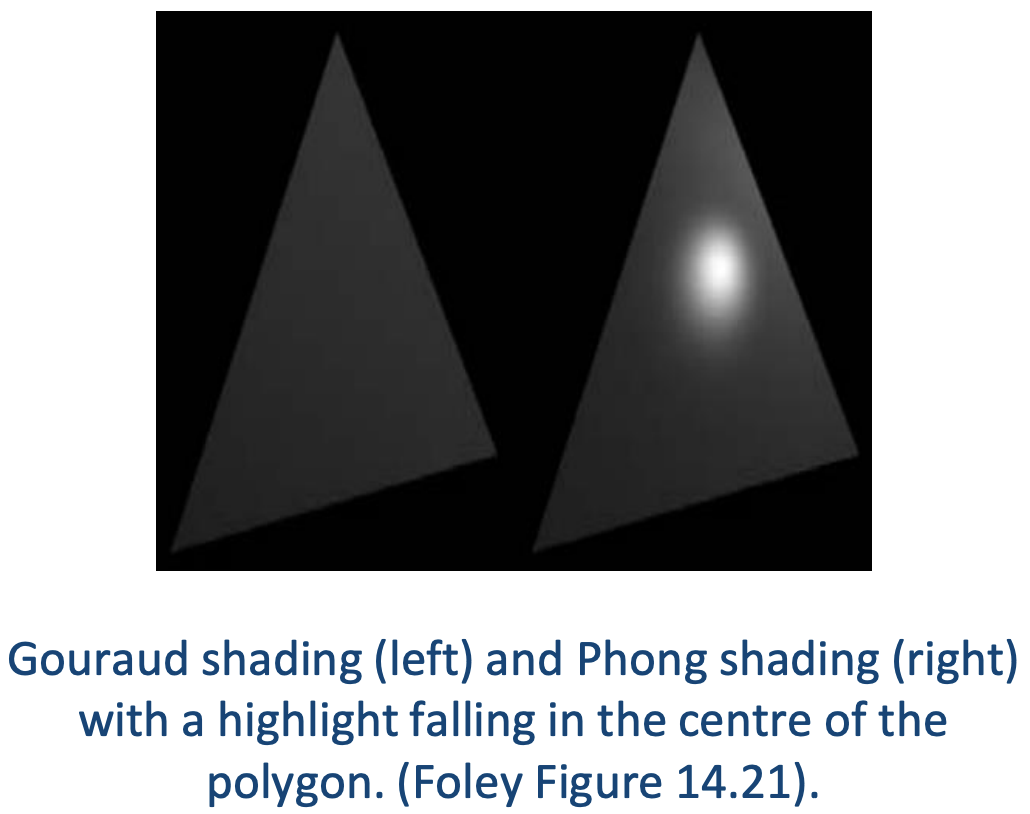 Gouraud shading (left) and Phong shading (right)
with a highlight falling in the centre of the
polygon. (Foley Figure 14.21).